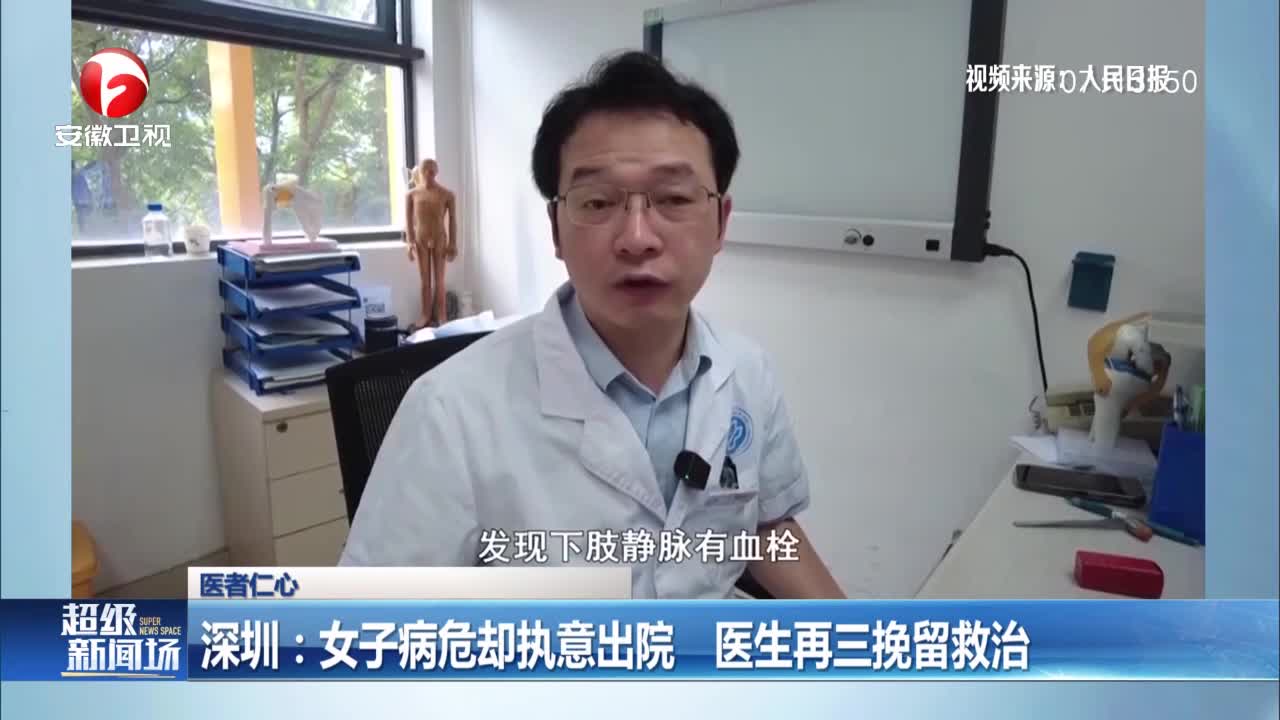 安徽卫视
视频来源：人民日报
发现下肢静脉有血栓
医者仁心
超级
新闻场
SUPER
NEWS SPACE
深圳：女子病危却执意出院 医生再三挽留救治